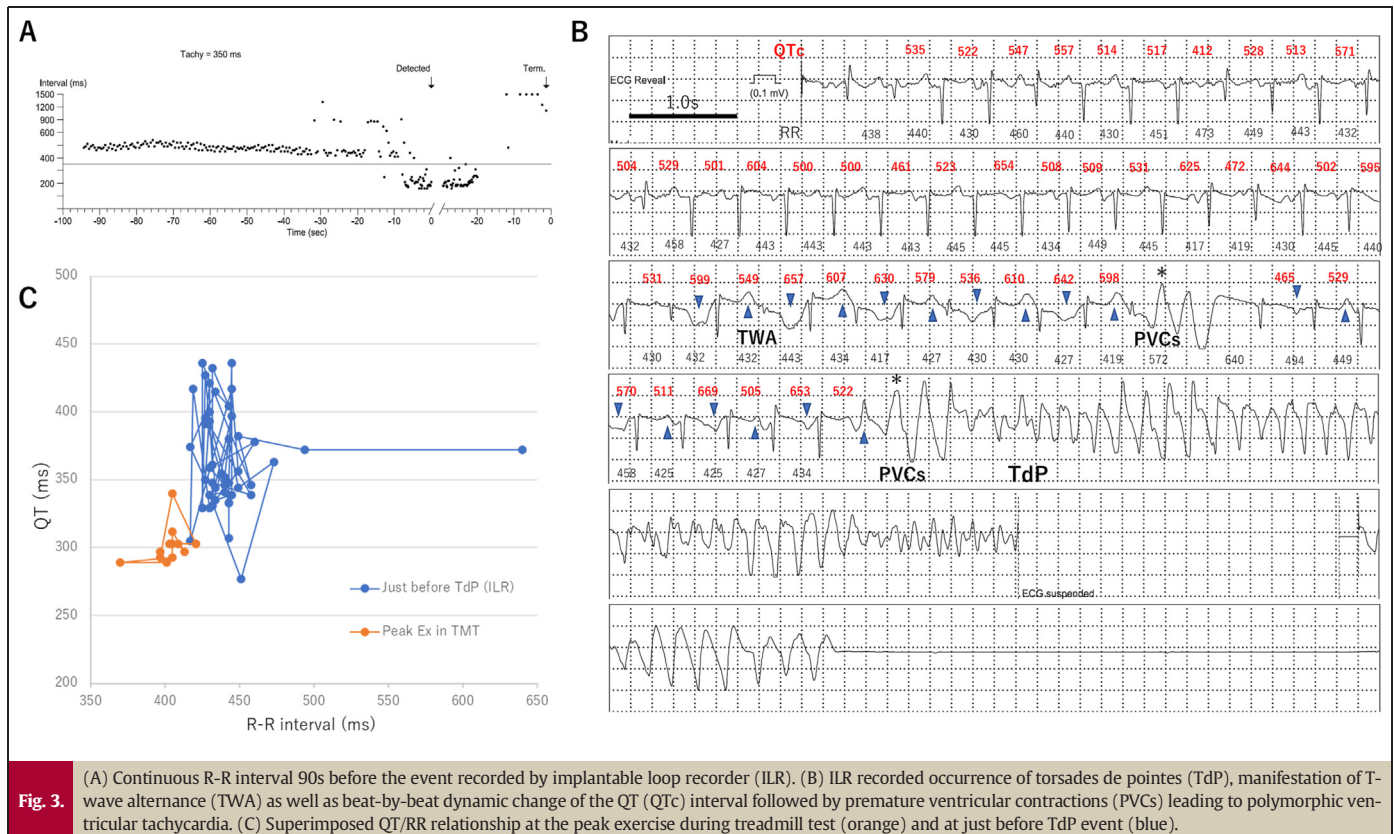 A
Tachy = 350 ms
Detected
Term.
Interval (ms)
1500
1200
900
600
400
200
-100 -90 -80 -70 -60 -50 -40 -30 -20 -10 0 -20 -10 0
Time (sec)
B
QTc 535 522 547 557 514 517 412 528 513 571
ECG Reveal
(0.1 mV)
1.0s
RR 438 440 430 460 440 430 451 473 449 443 432
504 529 501 604 500 500 461 523 654 508 509 531 625 472 644 502 595
432 458 427 443 443 443 443 445 445 434 449 445 417 419 430 445 440
531 599 549 657 607 630 579 536 610 642 598 * 465 529
TWA PVCs
430 432 432 443 434 417 427 430 430 427 419 572 640 494 449
570 511 669 505 653 522 *
458 425 425 427 434
PVCs TdP
ECG suspended
C
500
450
400
350
300
250
200
QT (ms)
Just before TdP (ILR)
Peak Ex in TMT
350 400 450 500 550 600 650
R-R interval (ms)
Fig. 3.
(A) Continuous R-R interval 90s before the event recorded by implantable loop recorder (ILR). (B) ILR recorded occurrence of torsades de pointes (TdP), manifestation of T-
wave alternance (TWA) as well as beat-by-beat dynamic change of the QT (QTc) interval followed by premature ventricular contractions (PVCs) leading to polymorphic ven-
tricular tachycardia. (C) Superimposed QT/RR relationship at the peak exercise during treadmill test (orange) and at just before TdP event (blue).